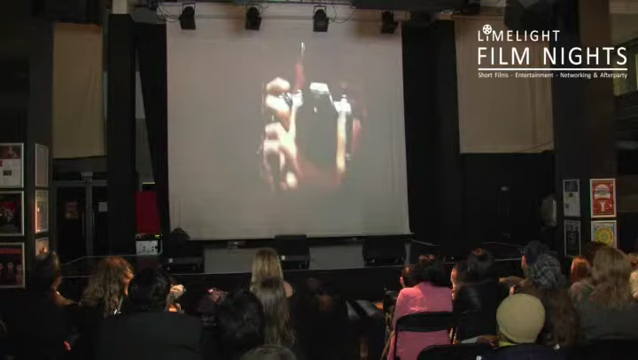 LiMELIGHT
FILM NIGHTS
Short Films - Entertainment - Networking & Afterparty